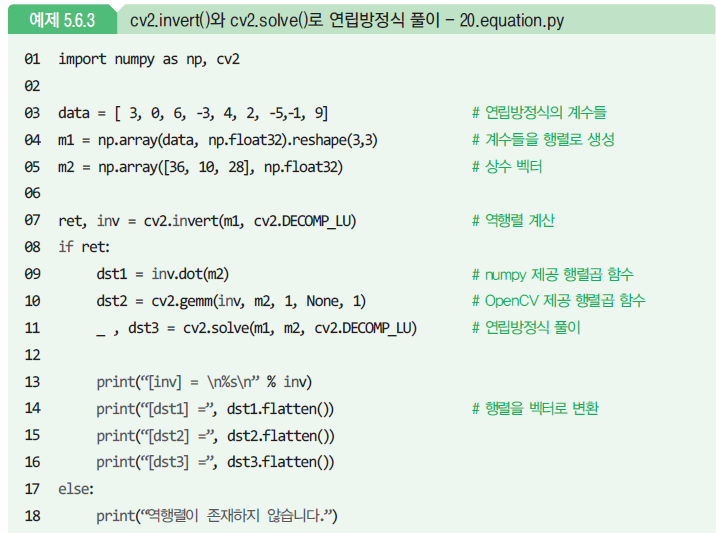 예제 5.6.3 cv2.invert()와 cv2.solve()로 연립방정식 풀이 – 20.equation.py
01 import numpy as np, cv2
02
03 data = [ 3, 0, 6, -3, 4, 2, -5,-1, 9] # 연립방정식의 계수들
04 m1 = np.array(data, np.float32).reshape(3,3) # 계수들을 행렬로 생성
05 m2 = np.array([36, 10, 28], np.float32) # 상수 벡터
06
07 ret, inv = cv2.invert(m1, cv2.DECOMP_LU) # 역행렬 계산
08 if ret:
09 dst1 = inv.dot(m2) # numpy 제공 행렬곱 함수
10 dst2 = cv2.gemm(inv, m2, 1, None, 1) # OpenCV 제공 행렬곱 함수
11 _ , dst3 = cv2.solve(m1, m2, cv2.DECOMP_LU) # 연립방정식 풀이
12
13 print(“[inv] = \n%s\n” % inv)
14 print(“[dst1] =”, dst1.flatten()) # 행렬을 벡터로 변환
15 print(“[dst2] =”, dst2.flatten())
16 print(“[dst3] =”, dst3.flatten())
17 else:
18 print(“역행렬이 존재하지 않습니다.”)